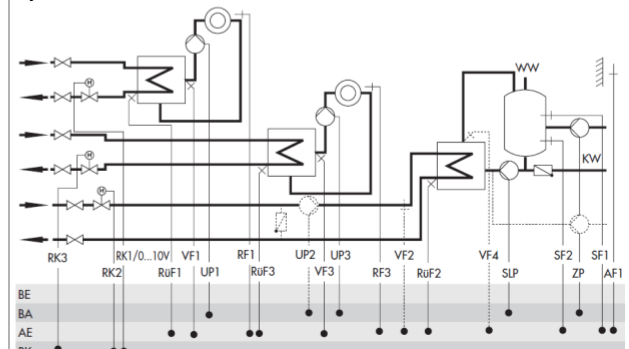 M
WW
M
KW
M
RK3 RK1/0...10V VF1 RF1 UP2 UP3 VF2 VF4 SF2 SF1
RK2 RüF1 UP1 RüF3 VF3 RF3 RüF2 SLP ZP AF1
BE
BA
AE